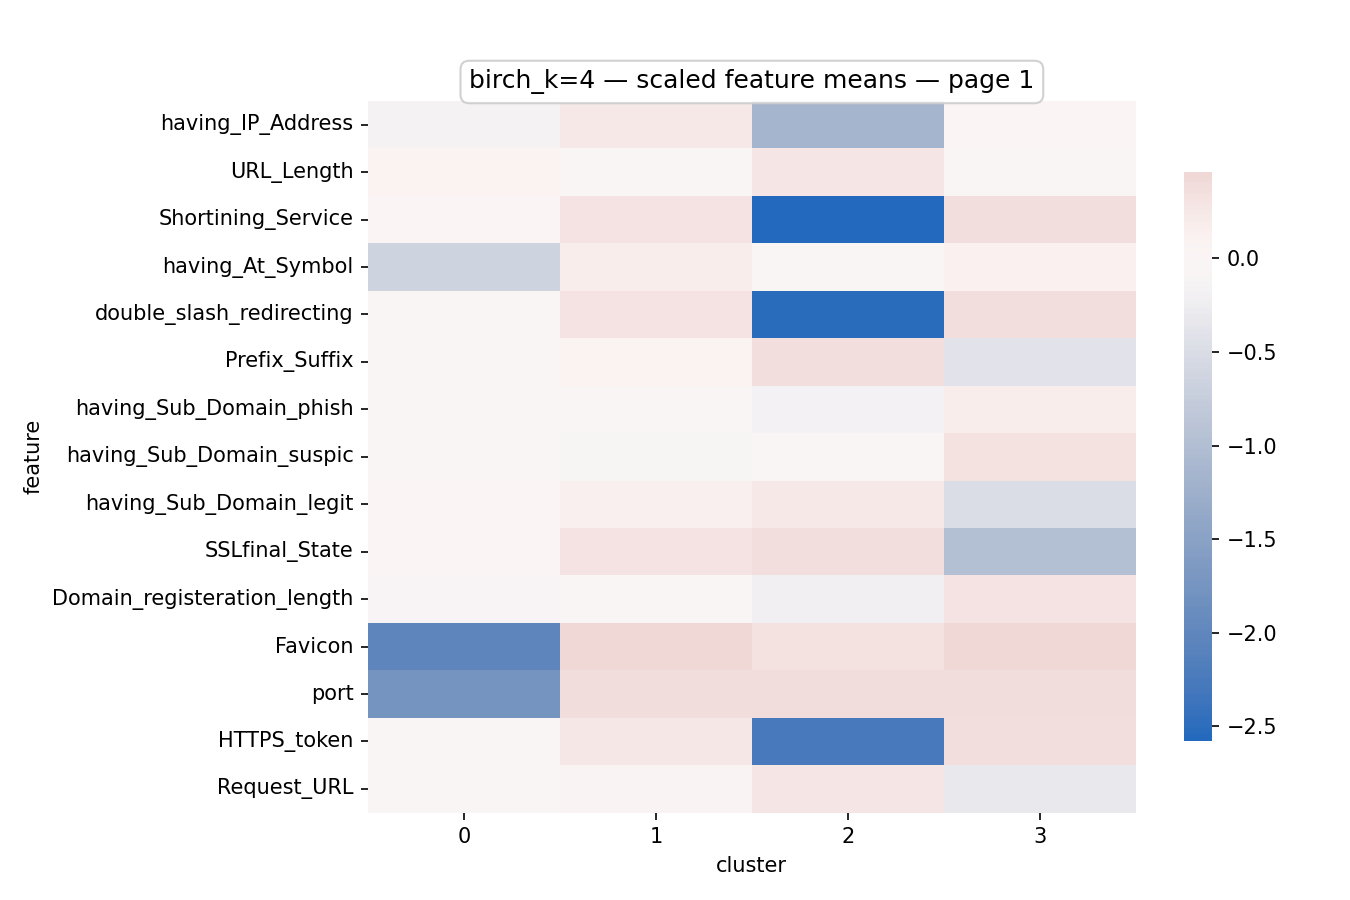 birch_k=4 — scaled feature means — page 1
having_IP_Address
URL_Length
Shortining_Service
having_At_Symbol
double_slash_redirecting
Prefix_Suffix
having_Sub_Domain_phish
having_Sub_Domain_suspic
having_Sub_Domain_legit
SSLfinal_State
Domain_registeration_length
Favicon
port
HTTPS_token
Request_URL
feature
0 1 2 3
cluster
0.0
−0.5
−1.0
−1.5
−2.0
−2.5